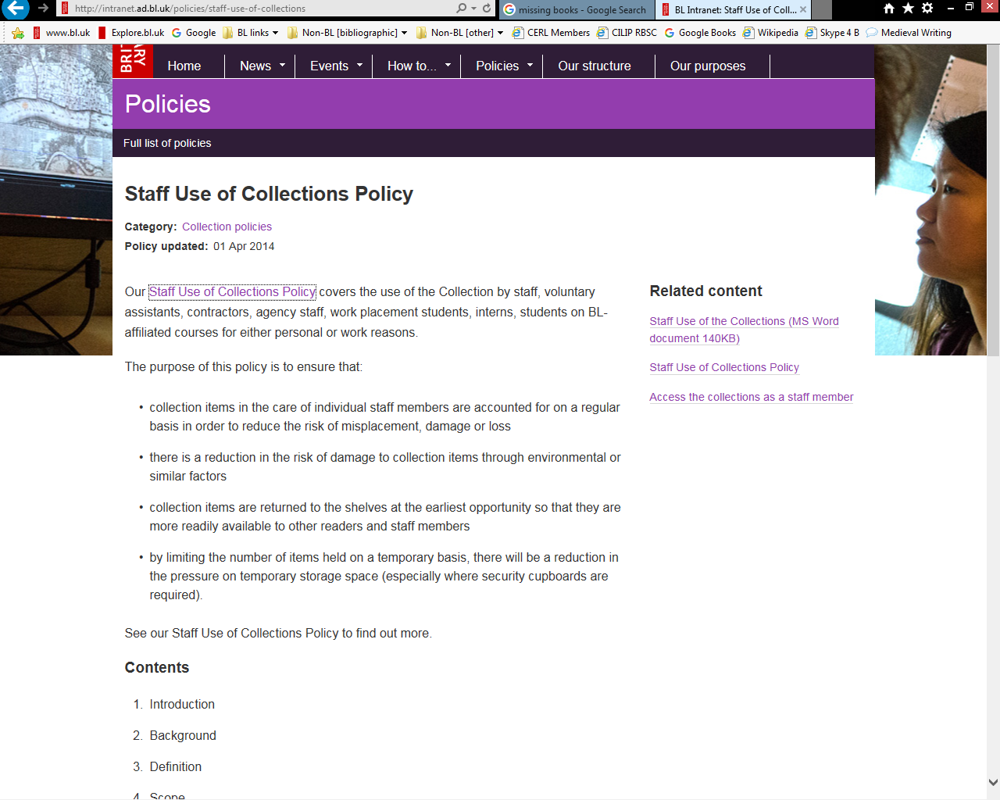 http://intranet.ad.bl.uk/policies/staff-use-of-collections
missing books - Google Search
BL Intranet: Staff Use of Coll...
www.bl.uk
Explore.bl.uk
Google
BL links
Non-BL [bibliographic]
Non-BL [other]
CERL Members
CILIP RBSC
Google Books
Wikipedia
Skype 4 B
Medieval Writing
Home
News
Events
How to...
Policies
Our structure
Our purposes
Policies
Full list of policies
Staff Use of Collections Policy
Category: Collection policies
Policy updated: 01 Apr 2014
Our Staff Use of Collections Policy covers the use of the Collection by staff, voluntary
assistants, contractors, agency staff, work placement students, interns, students on BL-
affiliated courses for either personal or work reasons.
The purpose of this policy is to ensure that:
• collection items in the care of individual staff members are accounted for on a regular
basis in order to reduce the risk of misplacement, damage or loss
• there is a reduction in the risk of damage to collection items through environmental or
similar factors
• collection items are returned to the shelves at the earliest opportunity so that they are
more readily available to other readers and staff members
• by limiting the number of items held on a temporary basis, there will be a reduction in
the pressure on temporary storage space (especially where security cupboards are
required).
See our Staff Use of Collections Policy to find out more.
Contents
1. Introduction
2. Background
3. Definition
4. Scope
Related content
Staff Use of the Collections (MS Word
document 140KB)
Staff Use of Collections Policy
Access the collections as a staff member